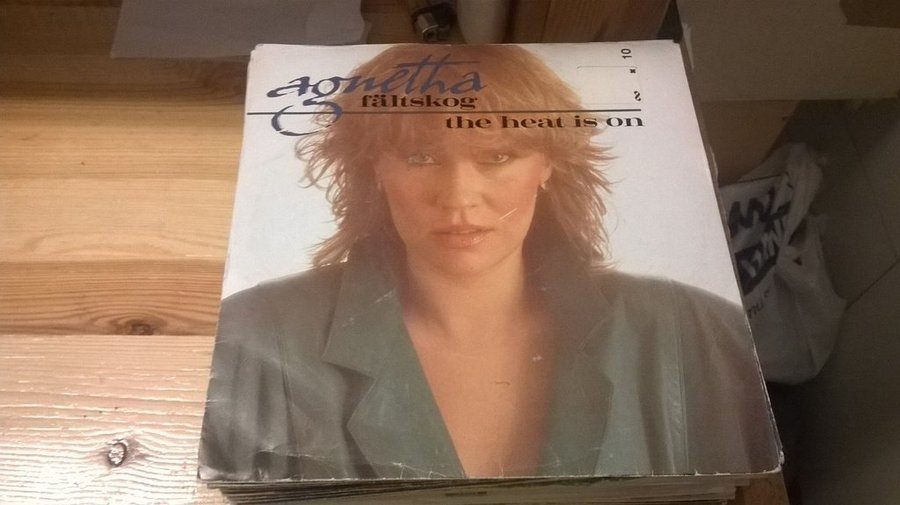 agnetha
fältskog
the heat is on